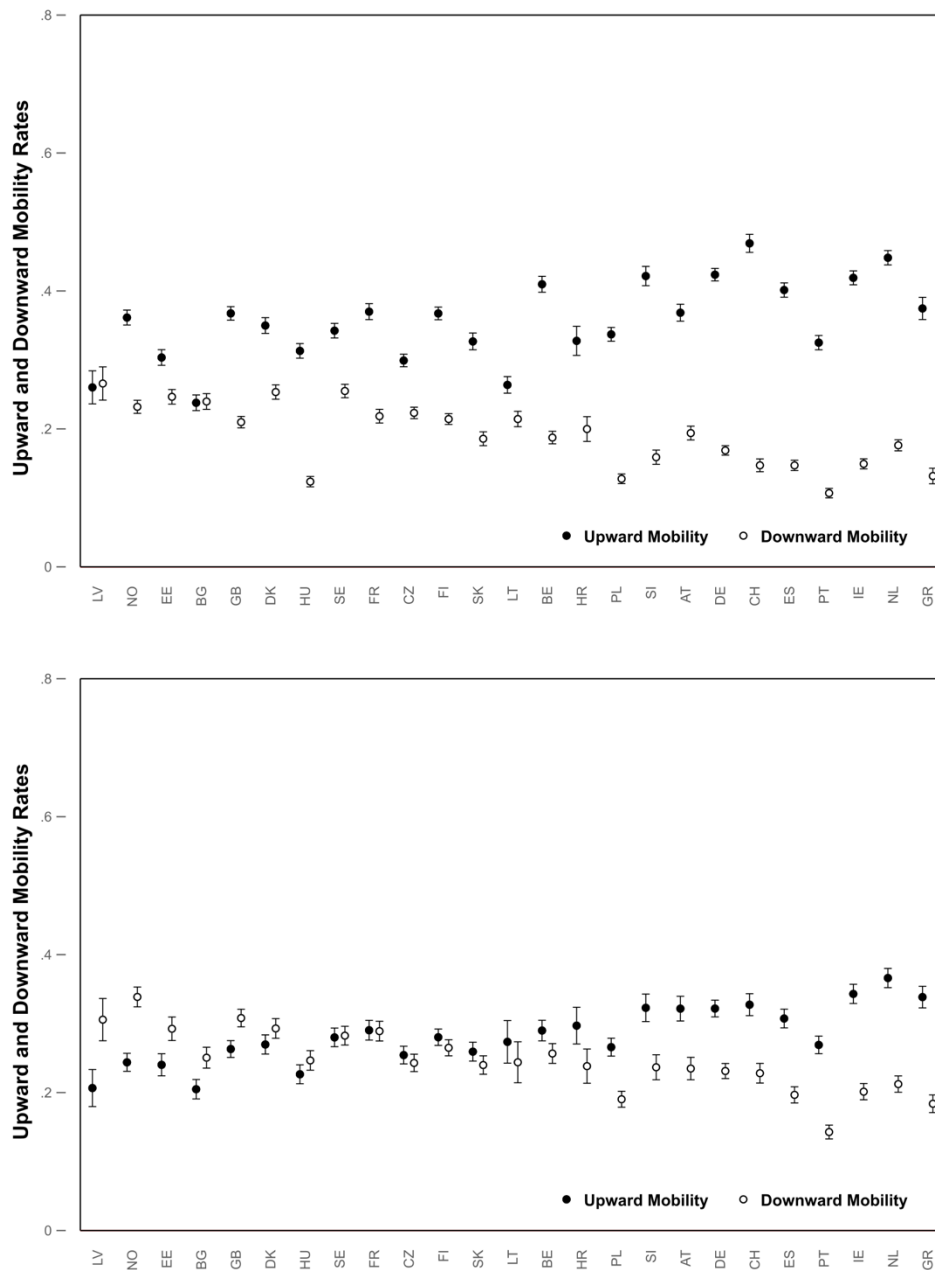 .8
.6
.4
.2
0
Upward and Downward Mobility Rates
Upward Mobility Downward Mobility
LV NO EE BG GB DK HU SE FR CZ FI SK LT BE HR PL SI AT DE CH ES PT IE NL GR
.8
.6
.4
.2
0
Upward and Downward Mobility Rates
Upward Mobility Downward Mobility
LV NO EE BG GB DK HU SE FR CZ FI SK LT BE HR PL SI AT DE CH ES PT IE NL GR